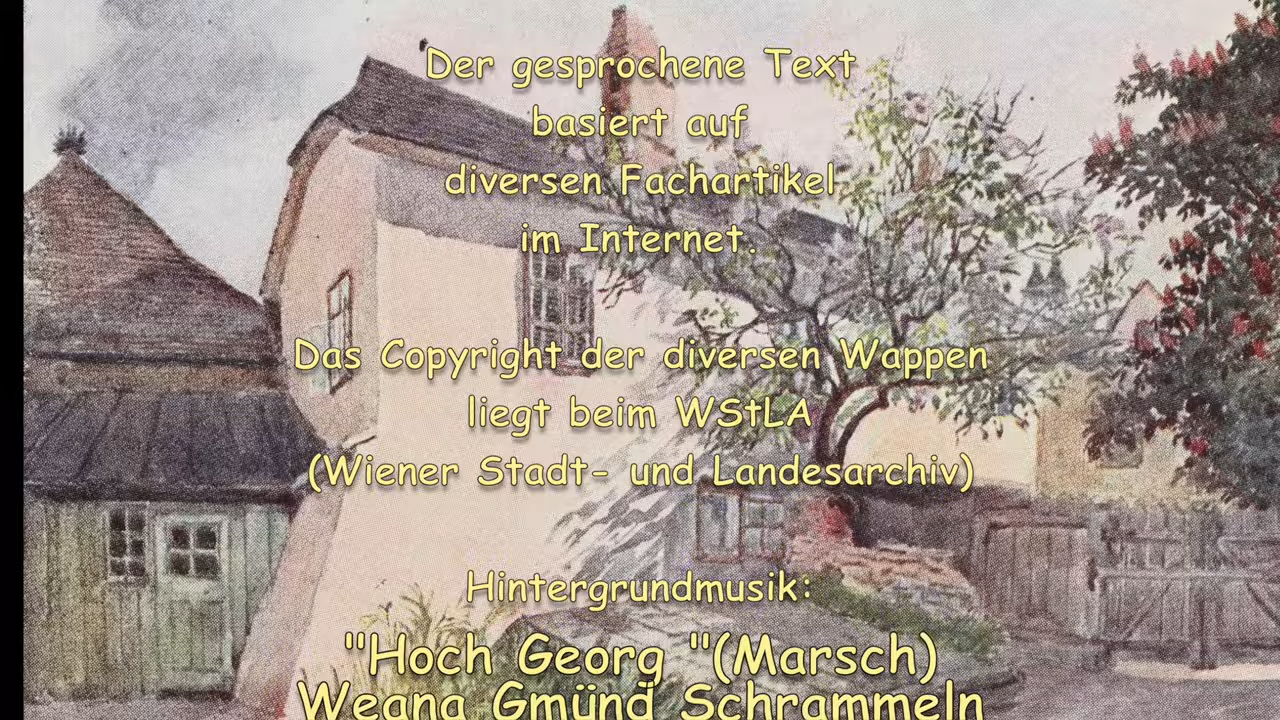 Der gesprochene Text
basiert auf
diversen Fachartikel
im Internet.
Das Copyright der diversen Wappen
liegt beim WStLA
(Wiener Stadt- und Landesarchiv)
Hintergrundmusik:
"Hoch Georg "(Marsch)
Weana Gmünd Schrammeln